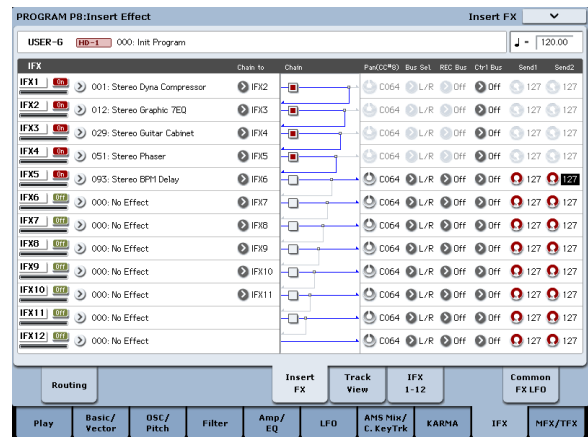 PROGRAM P8:Insert Effect Insert FX
USER-G HD-1 000: Init Program ♩= 120.00
IFX Chain to Chain Pan(CC#8) Bus Sel. REC Bus Ctrl Bus Send1 Send2
IFX1 On 001: Stereo Dyna Compressor IFX2 C064 L/R Off Off 127 127
IFX2 On 012: Stereo Graphic 7EQ IFX3 C064 L/R Off Off 127 127
IFX3 On 029: Stereo Guitar Cabinet IFX4 C064 L/R Off Off 127 127
IFX4 On 051: Stereo Phaser IFX5 C064 L/R Off Off 127 127
IFX5 On 093: Stereo BPM Delay IFX6 C064 L/R Off Off 127 127
IFX6 Off 000: No Effect IFX7 C064 L/R Off Off 127 127
IFX7 Off 000: No Effect IFX8 C064 L/R Off Off 127 127
IFX8 Off 000: No Effect IFX9 C064 L/R Off Off 127 127
IFX9 Off 000: No Effect IFX10 C064 L/R Off Off 127 127
IFX10 Off 000: No Effect IFX11 C064 L/R Off Off 127 127
IFX11 Off 000: No Effect C064 L/R Off Off 127 127
IFX12 Off 000: No Effect C064 L/R Off Off 127 127
Routing Insert FX Track View IFX 1-12 Common FX LFO
Play Basic/Vector OSC/Pitch Filter Amp/EQ LFO AMS Mix/C. KeyTrk KARMA IFX MFX/TFX